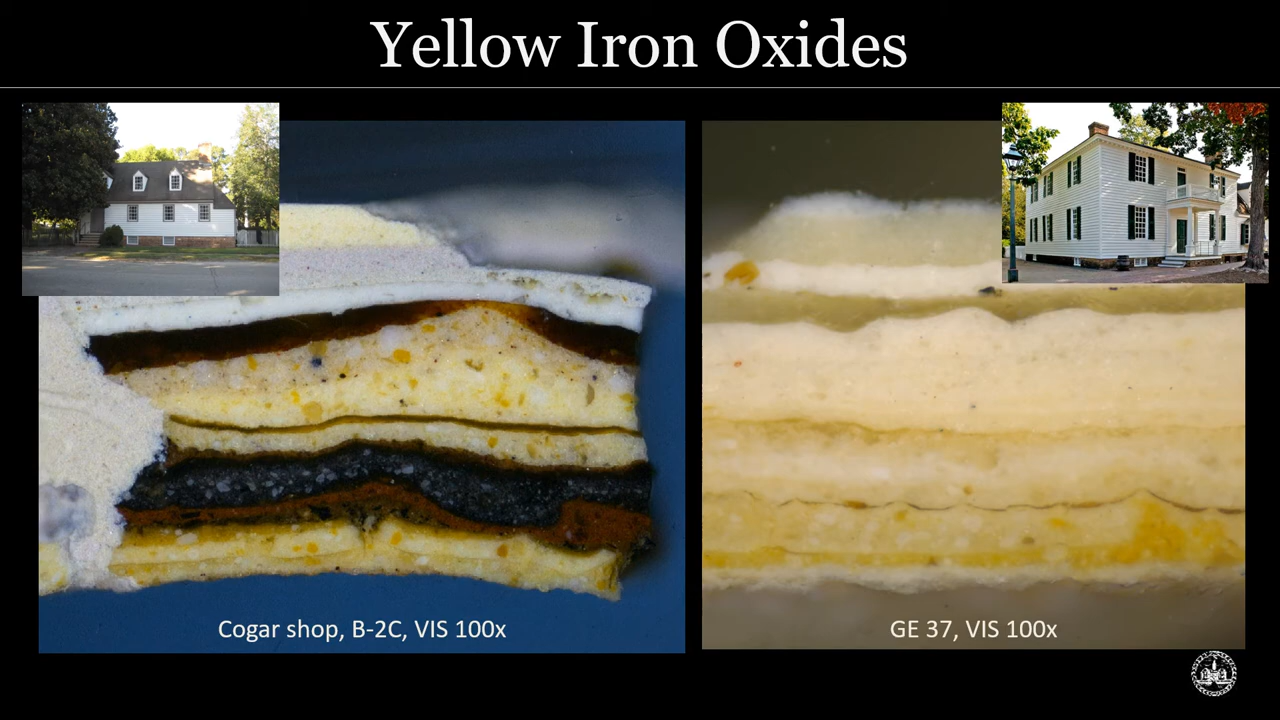 Yellow Iron Oxides
Cogar shop, B-2C, VIS 100x
GE 37, VIS 100x